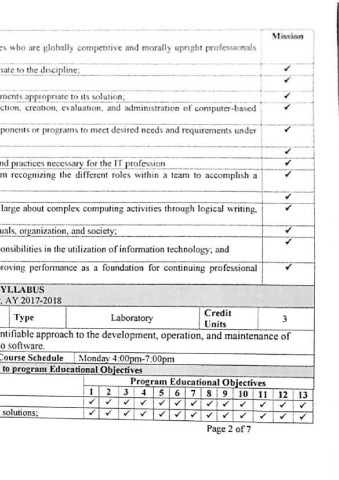 Mission
es who are globally competitive and morally upright professionals
riate to the discipline; ✓
✓
ments appropriate to its solution; ✓
ction, creation, evaluation, and administration of computer-based ✓
ponents or programs to meet desired needs and requirements under ✓
✓
nd practices necessary for the IT profession ✓
m recognizing the different roles within a team to accomplish a ✓
✓
large about complex computing activities through logical writing, ✓
uals, organization, and society; ✓
onsibilities in the utilization of information technology; and ✓
roving performance as a foundation for continuing professional ✓
YLLABUS
, AY 2017-2018
Type Laboratory Credit Units 3
ntifiable approach to the development, operation, and maintenance of
o software.
Course Schedule Monday 4:00pm-7:00pm
to program Educational Objectives
Program Educational Objectives
1 2 3 4 5 6 7 8 9 10 11 12 13
✓ ✓ ✓ ✓ ✓ ✓ ✓ ✓ ✓ ✓ ✓ ✓ ✓
solutions; ✓ ✓ ✓ ✓ ✓ ✓ ✓ ✓ ✓ ✓ ✓ ✓ ✓
Page 2 of 7